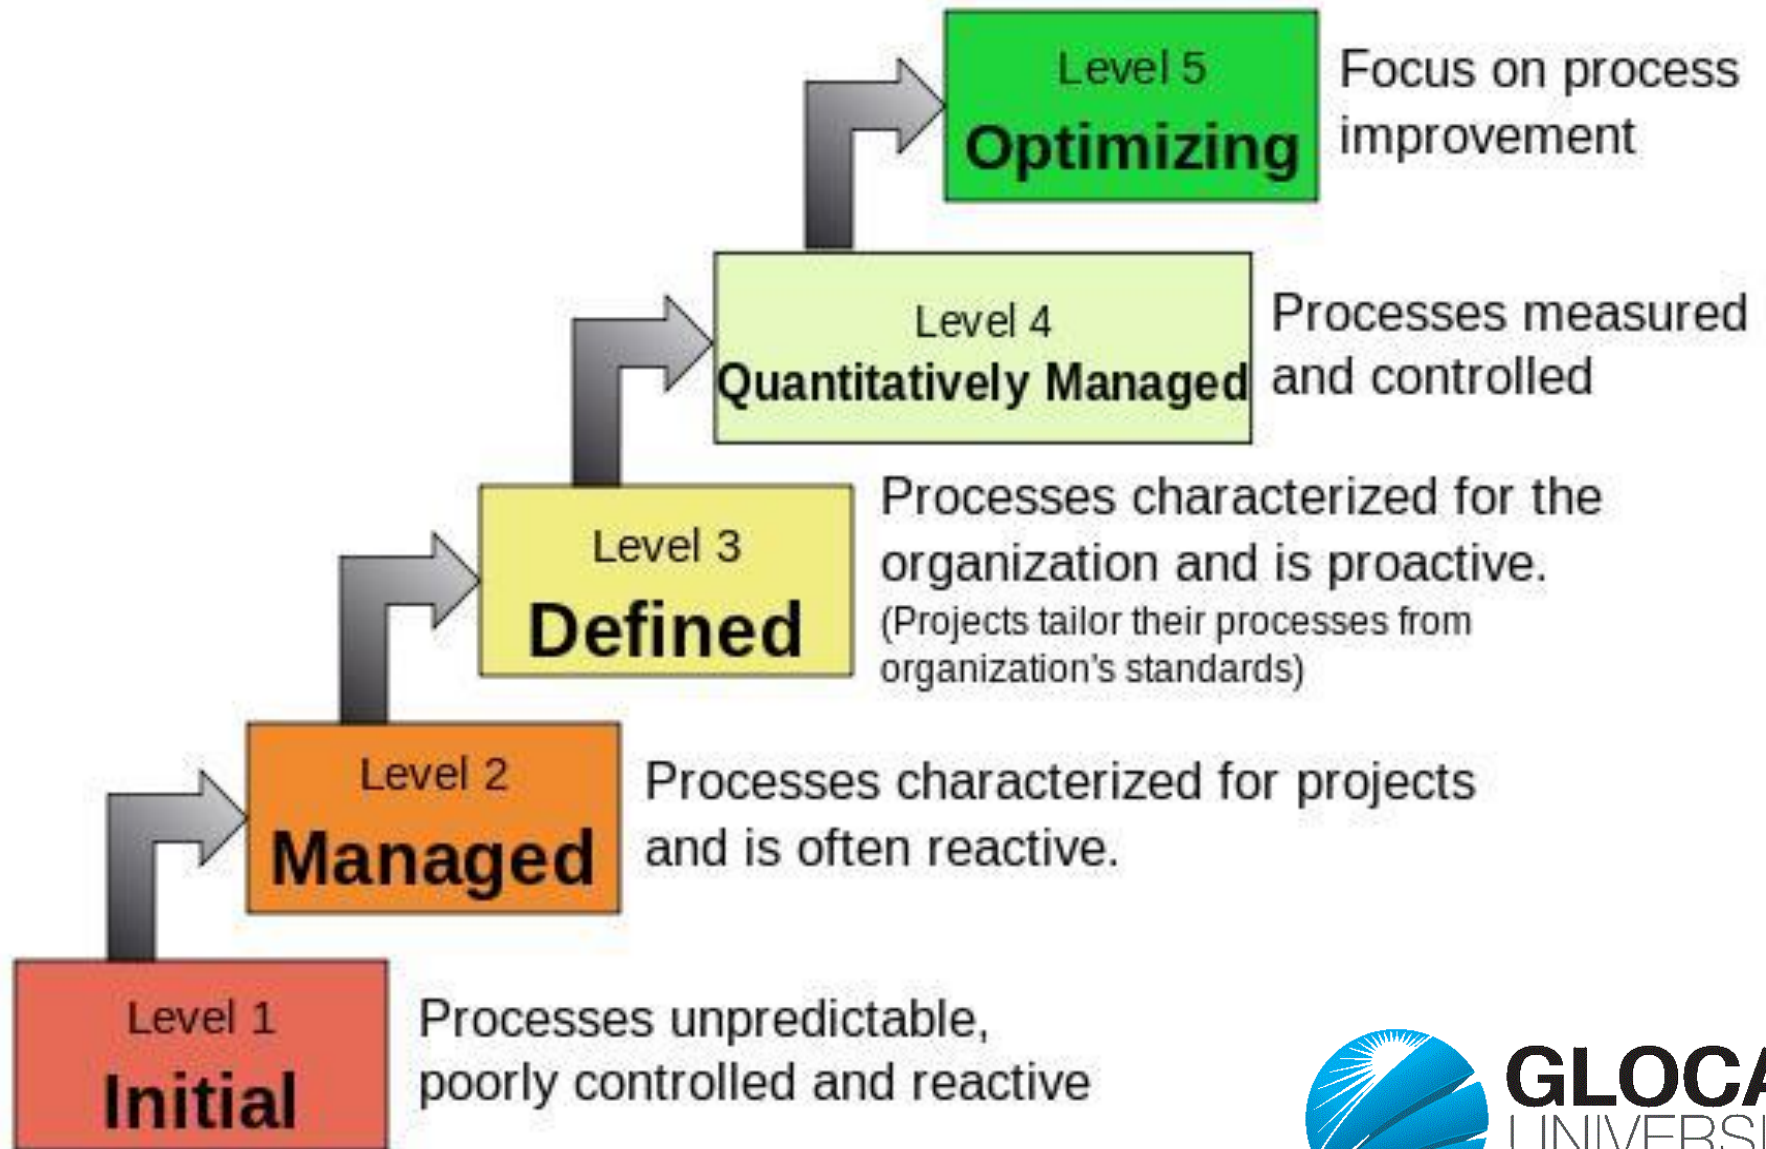 Level 5
Optimizing
Focus on process
improvement
Level 4
Quantitatively Managed
Processes measured
and controlled
Level 3
Defined
Processes characterized for the
organization and is proactive.
(Projects tailor their processes from
organization's standards)
Level 2
Managed
Processes characterized for projects
and is often reactive.
Level 1
Initial
Processes unpredictable,
poorly controlled and reactive
GLOCA
UNIVERSI